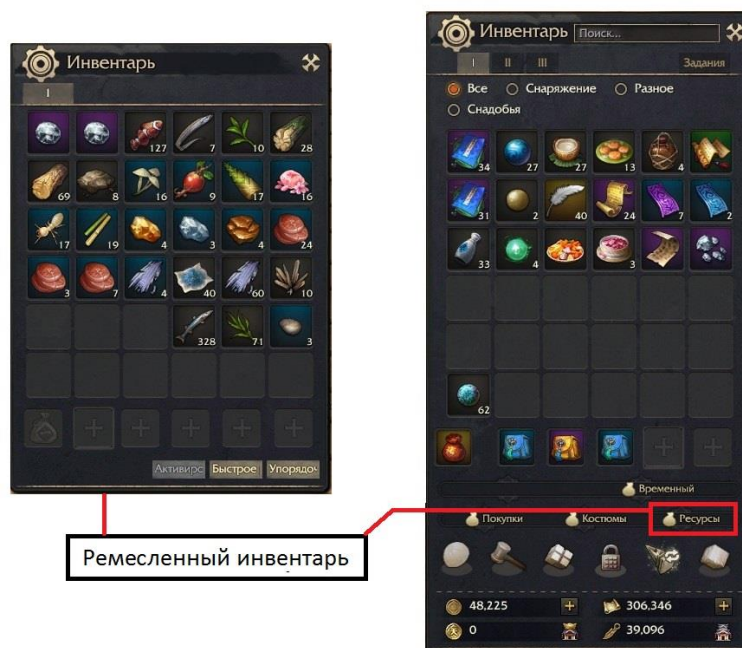 Инвентарь
I
127 7 10 28
69 8 16 9 17 16
17 19 4 3 4 24
3 7 4 40 60 10
328 71 3
Активирс Быстрое Упорядоч
Ремесленный инвентарь
Инвентарь Поиск...
I II III Задания
Все Снаряжение Разное
Снадобья
34 27 27 13 4
31 2 40 24 7 2
33 4 3
62
Временный
Покупки Костюмы Ресурсы
48,225 306,346
0 39,096